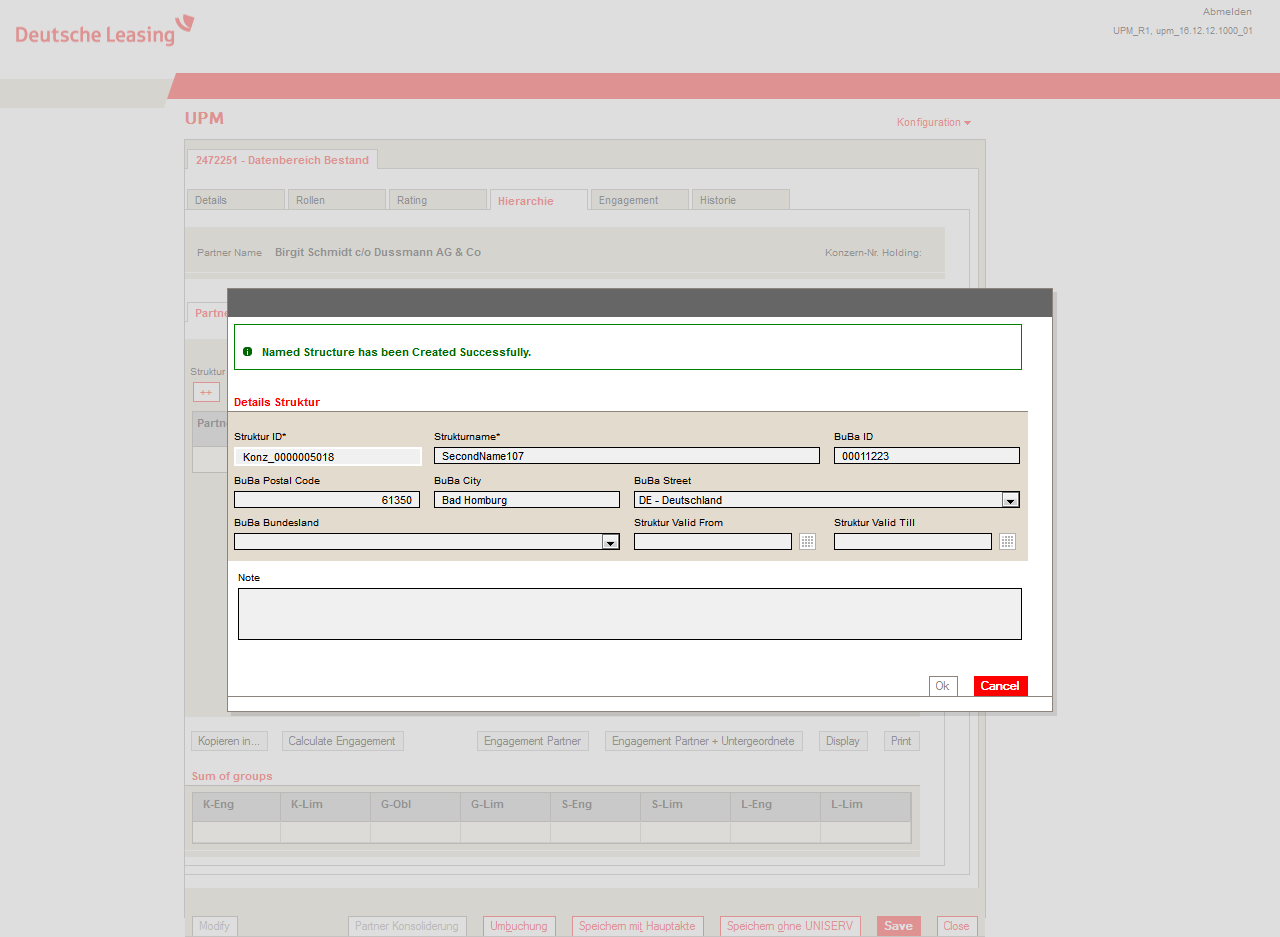 Deutsche Leasing
Abmelden
UPM_R1, upm_16.12.12.1000_01
UPM
Konfiguration
2472251 - Datenbereich Bestand
Details Rollen Rating Hierarchie Engagement Historie
Partner Name Birgit Schmidt c/o Dussmann AG & Co Konzern-Nr. Holding:
Partne
Named Structure has been Created Successfully.
Struktur
++
Details Struktur
Partn
Struktur ID* Strukturname* BuBa ID
Konz_0000005018 SecondName107 00011223
BuBa Postal Code BuBa City BuBa Street
61350 Bad Homburg DE - Deutschland
BuBa Bundesland Struktur Valid From Struktur Valid Till
Note
Ok Cancel
Kopieren in... Calculate Engagement Engagement Partner Engagement Partner + Untergeordnete Display Print
Sum of groups
K-Eng K-Lim G-Obl G-Lim S-Eng S-Lim L-Eng L-Lim
Modify Partner Konsolidierung Umbuchung Speichern mit Hauptakte Speichern ohne UNISERV Save Close